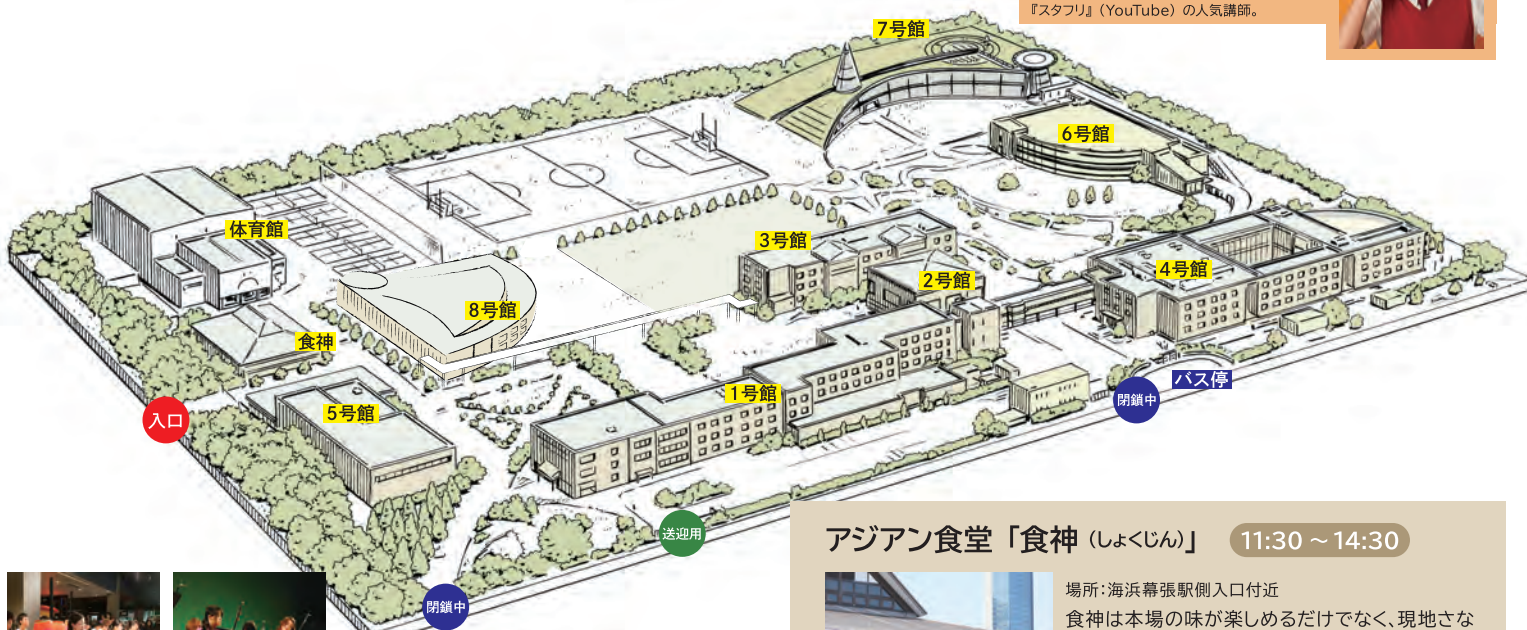 『スタフリ』（YouTube）の人気講師。
7号館
6号館
体育館
3号館
2号館
4号館
8号館
食神
バス停
1号館
閉鎖中
5号館
入口
送迎用
アジアン食堂「食神（しょくじん）」 11:30 ～ 14:30
場所：海浜幕張駅側入口付近
閉鎖中
食神は本場の味が楽しめるだけでなく、現地さな